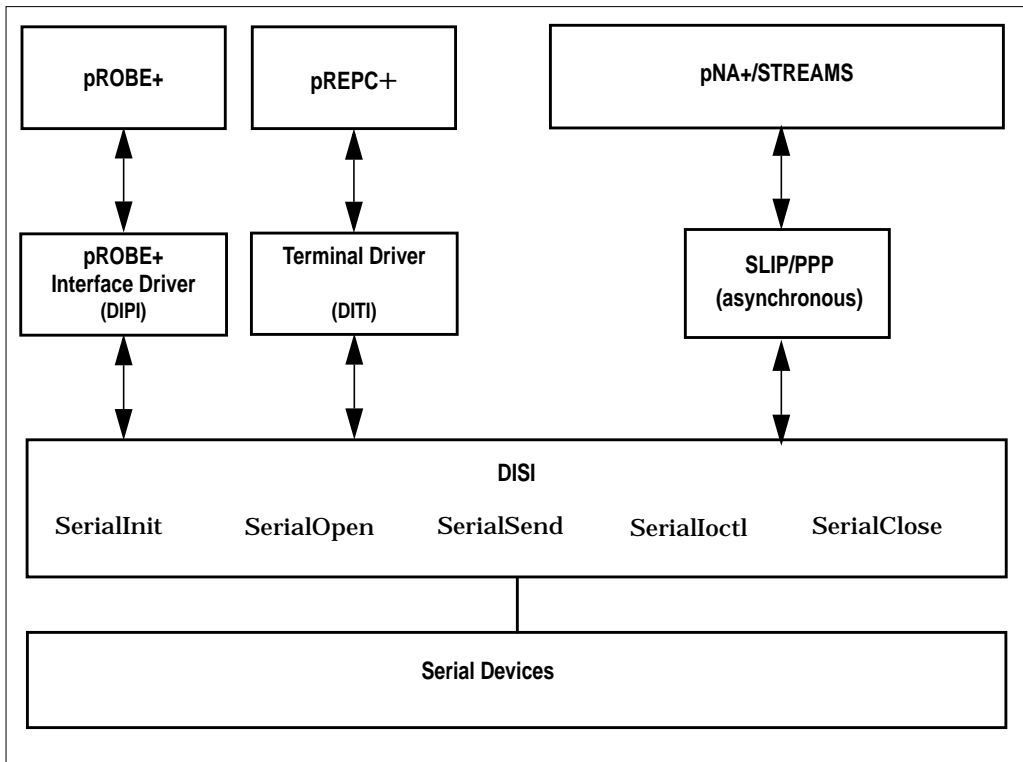 pROBE+
pREPC+
pNA+/STREAMS
pROBE+
Interface Driver
(DIPI)
Terminal Driver
(DITI)
SLIP/PPP
(asynchronous)
DISI
SerialInit
SerialOpen
SerialSend
SerialIoctl
SerialClose
Serial Devices